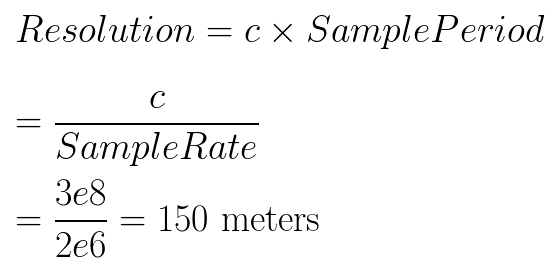 Resolution = c × SamplePeriod
= c / SampleRate
= 3e8 / 2e6 = 150 meters